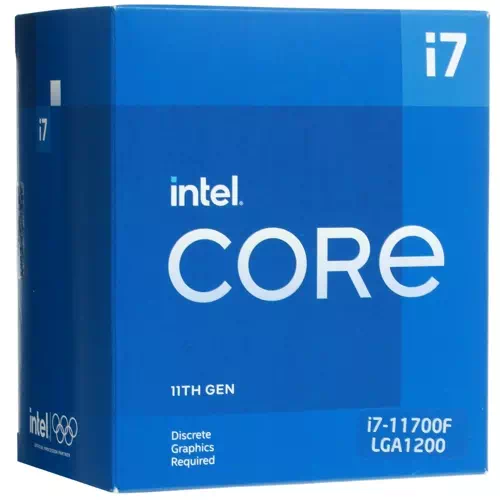 i7
i7
intel.
CORe
11TH GEN
Discrete
Graphics
Required
i7-11700F
LGA1200
intel